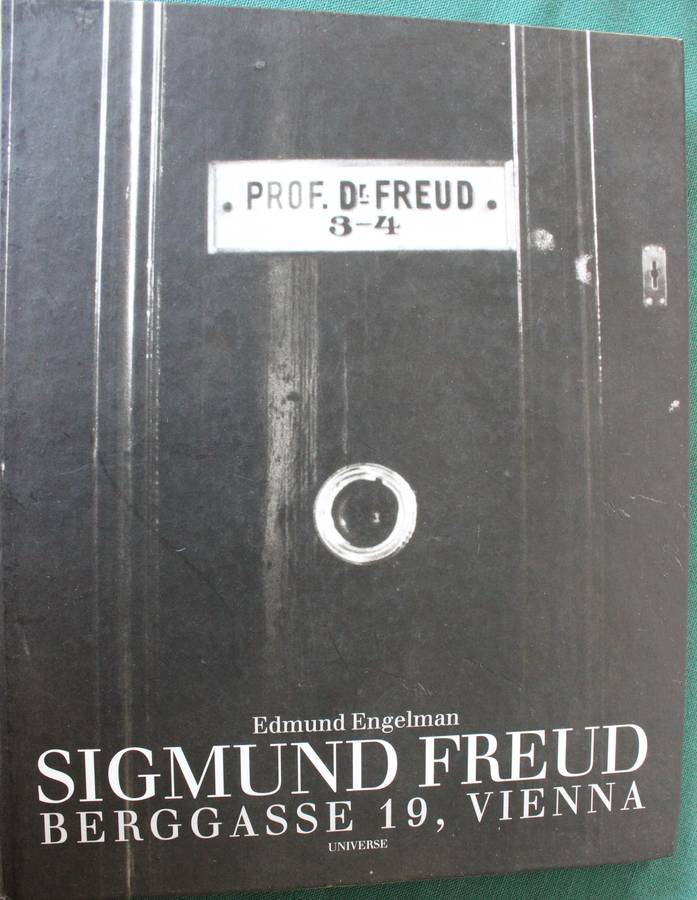 PROF. Dr. FREUD
3-4
Edmund Engelman
SIGMUND FREUD
BERGGASSE 19, VIENNA
UNIVERSE